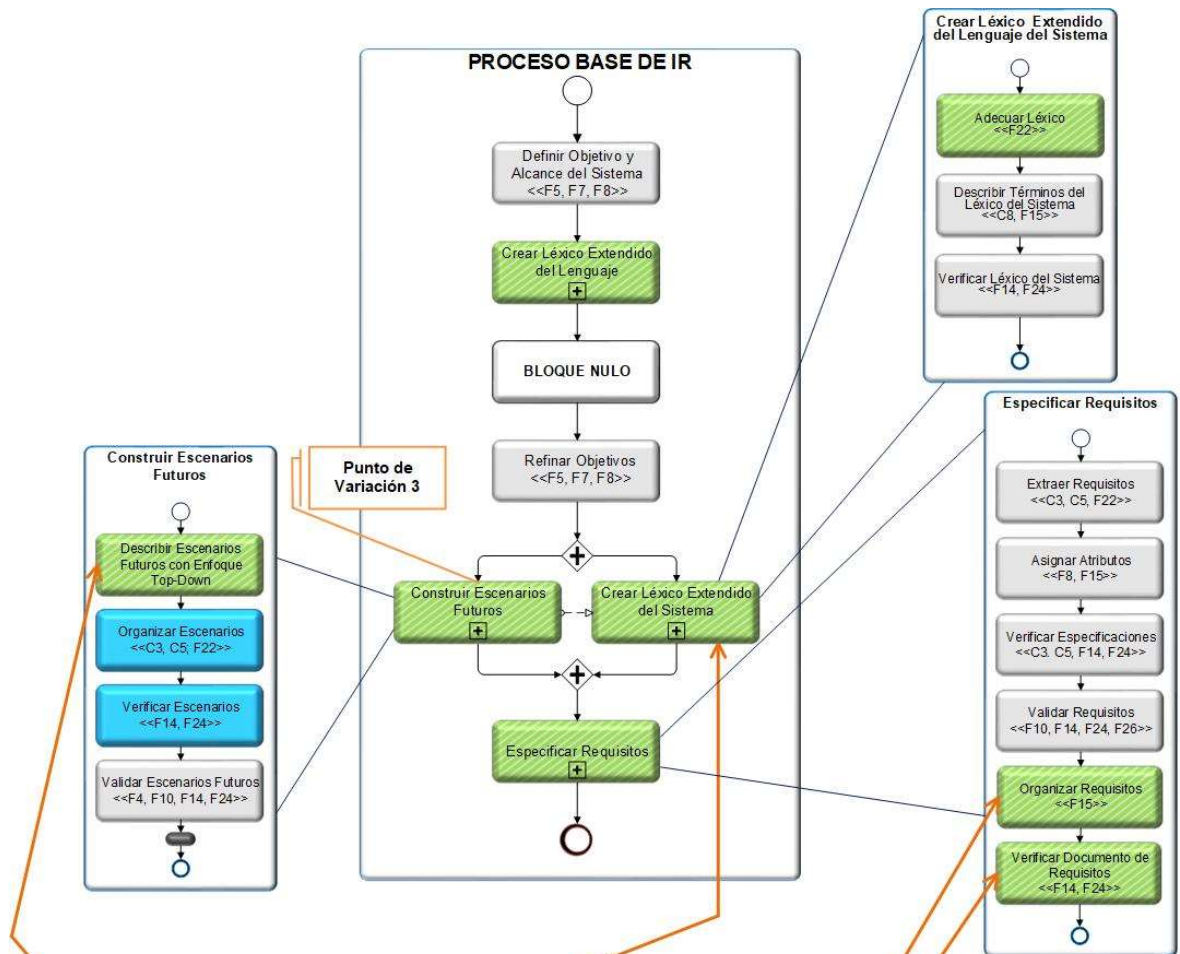 PROCESO BASE DE IR
Definir Objetivo y
Alcance del Sistema
<<F5, F7, F8>>
Crear Léxico Extendido
del Lenguaje
BLOQUE NULO
Refinar Objetivos
<<F5, F7, F8>>
Punto de
Variación 3
Construir Escenarios
Futuros
Crear Léxico Extendido
del Sistema
Especificar Requisitos
Construir Escenarios
Futuros
Describir Escenarios
Futuros con Enfoque
Top-Down
Organizar Escenarios
<<C3, C5, F22>>
Verificar Escenarios
<<F14, F24>>
Validar Escenarios Futuros
<<F4, F10, F14, F24>>
Crear Léxico Extendido
del Lenguaje del Sistema
Adecuar Léxico
<<F22>>
Describir Términos del
Léxico del Sistema
<<C8, F15>>
Verificar Léxico del Sistema
<<F14, F24>>
Especificar Requisitos
Extraer Requisitos
<<C3, C5, F22>>
Asignar Atributos
<<F8, F15>>
Verificar Especificaciones
<<C3. C5, F14, F24>>
Validar Requisitos
<<F10, F14, F24, F26>>
Organizar Requisitos
<<F15>>
Verificar Documento de
Requisitos
<<F14, F24>>